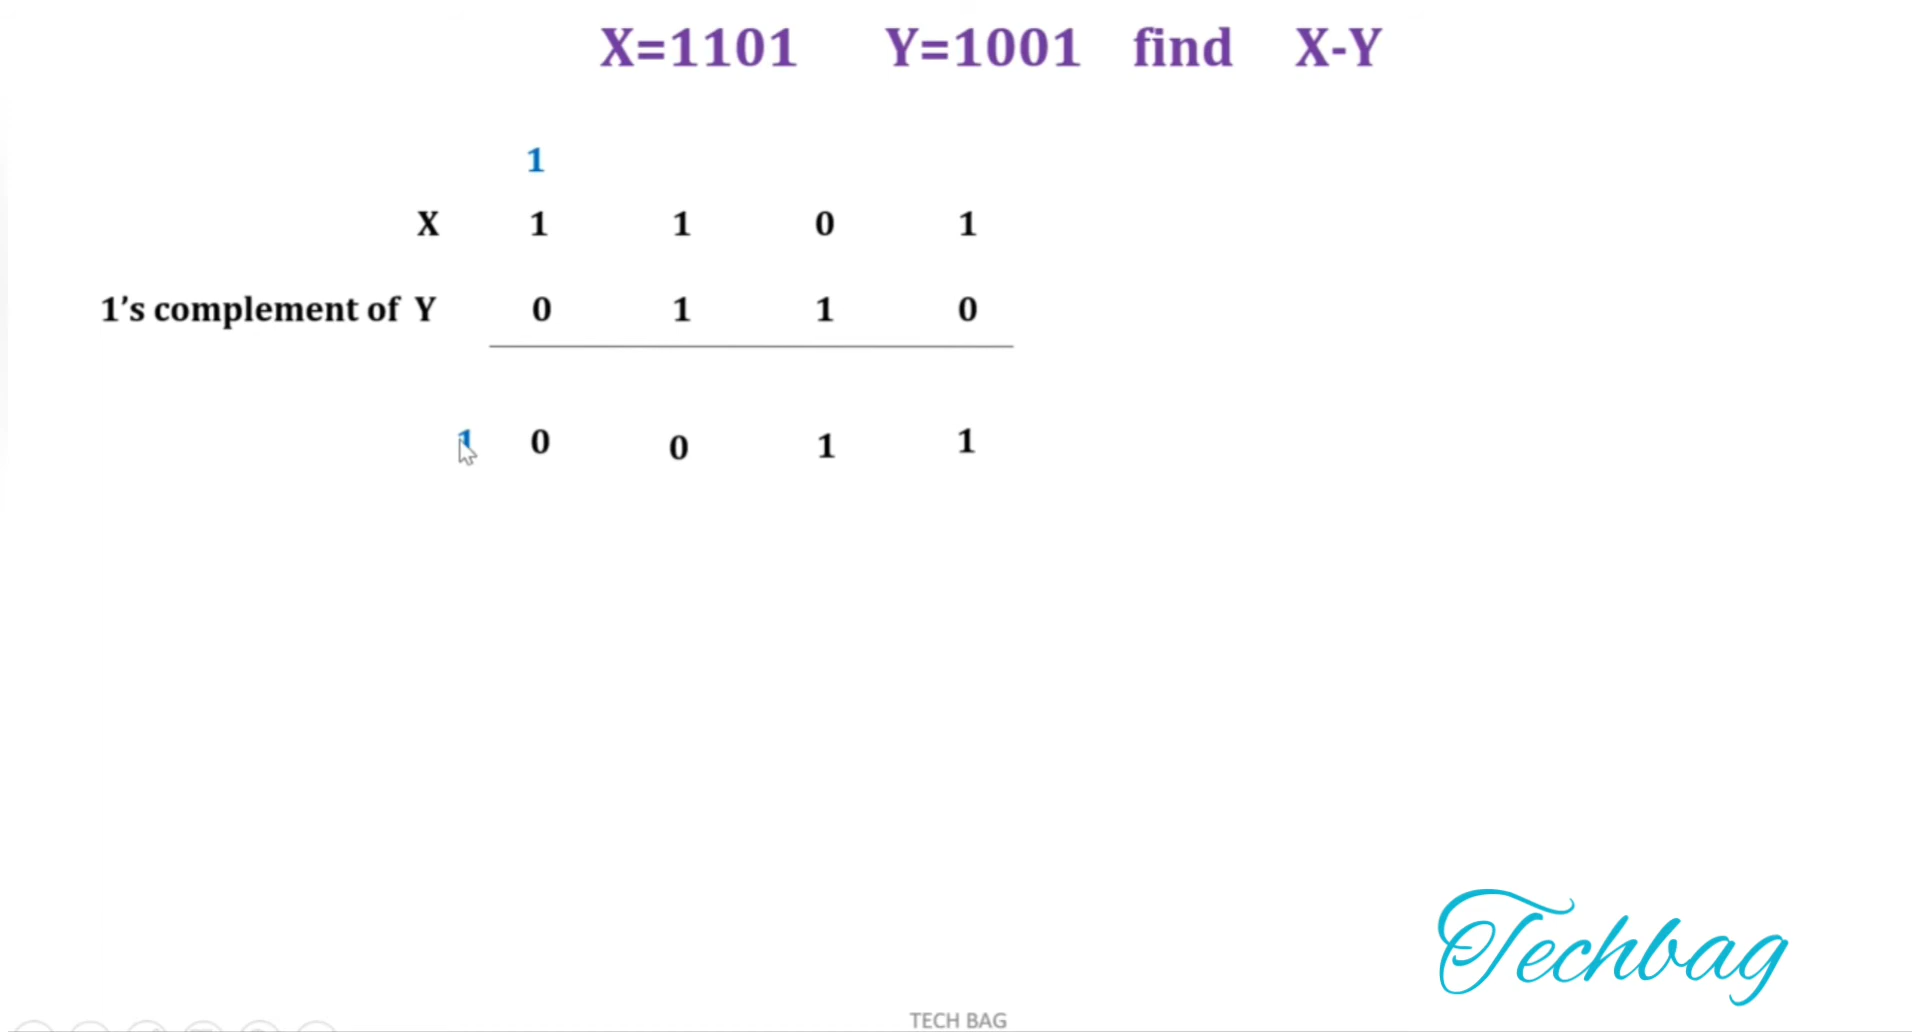 X=1101 Y=1001 find X-Y
1
X 1 1 0 1
1’s complement of Y 0 1 1 0
1 0 0 1 1
Techbag
TECH BAG